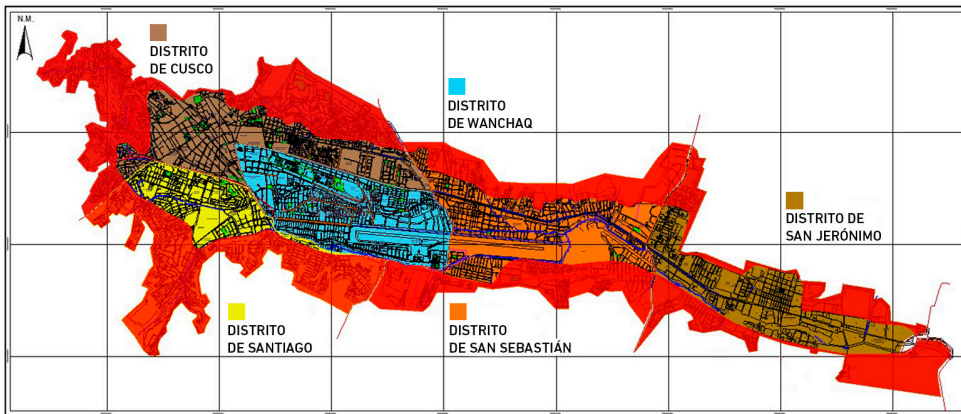 N.M.
DISTRITO
DE CUSCO
DISTRITO
DE WANCHAQ
DISTRITO DE
SAN JERÓNIMO
DISTRITO
DE SANTIAGO
DISTRITO
DE SAN SEBASTIÁN